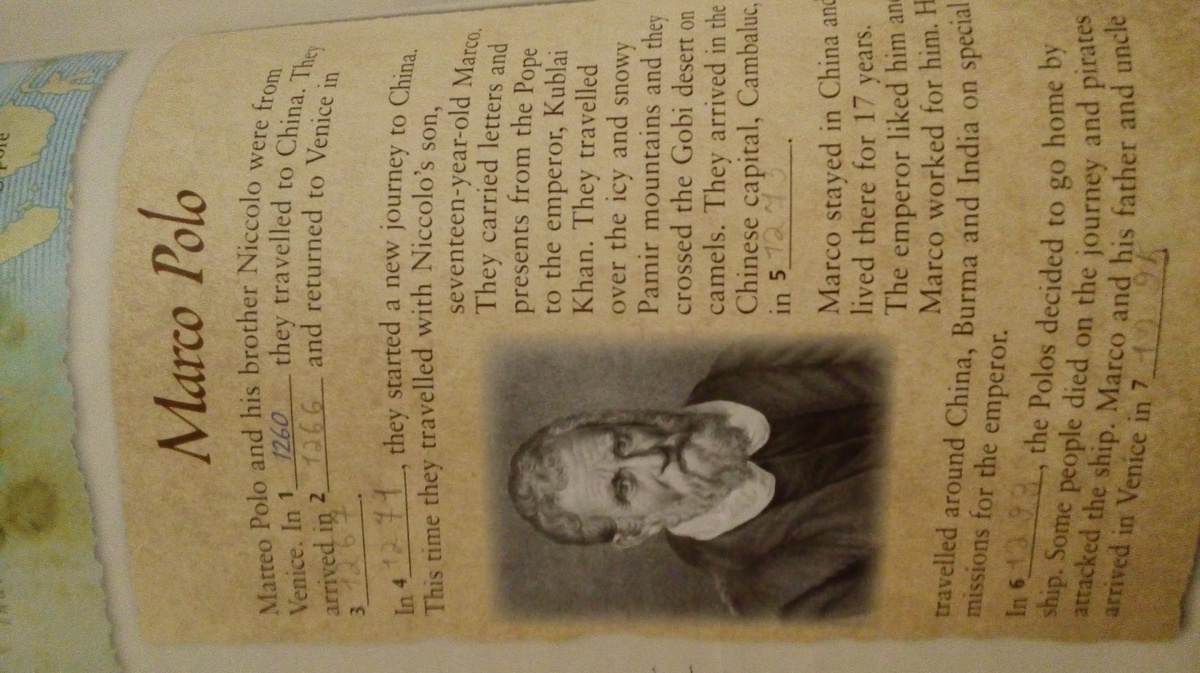 Marco Polo
Matteo Polo and his brother Niccolo were from
Venice. In 1 1260 they travelled to China. They
arrived in 2 1266 and returned to Venice in
3 1267.
In 4 1271, they started a new journey to China.
This time they travelled with Niccolo's son,
seventeen-year-old Marco.
They carried letters and
presents from the Pope
to the emperor, Kublai
Khan. They travelled
over the icy and snowy
Pamir mountains and they
crossed the Gobi desert on
camels. They arrived in the
Chinese capital, Cambaluc,
in 5 1275.
Marco stayed in China and
lived there for 17 years.
The emperor liked him and
Marco worked for him. H
travelled around China, Burma and India on special
missions for the emperor.
In 6, the Polos decided to go home by
ship. Some people died on the journey and pirates
attacked the ship. Marco and his father and uncle
arrived in Venice in 7